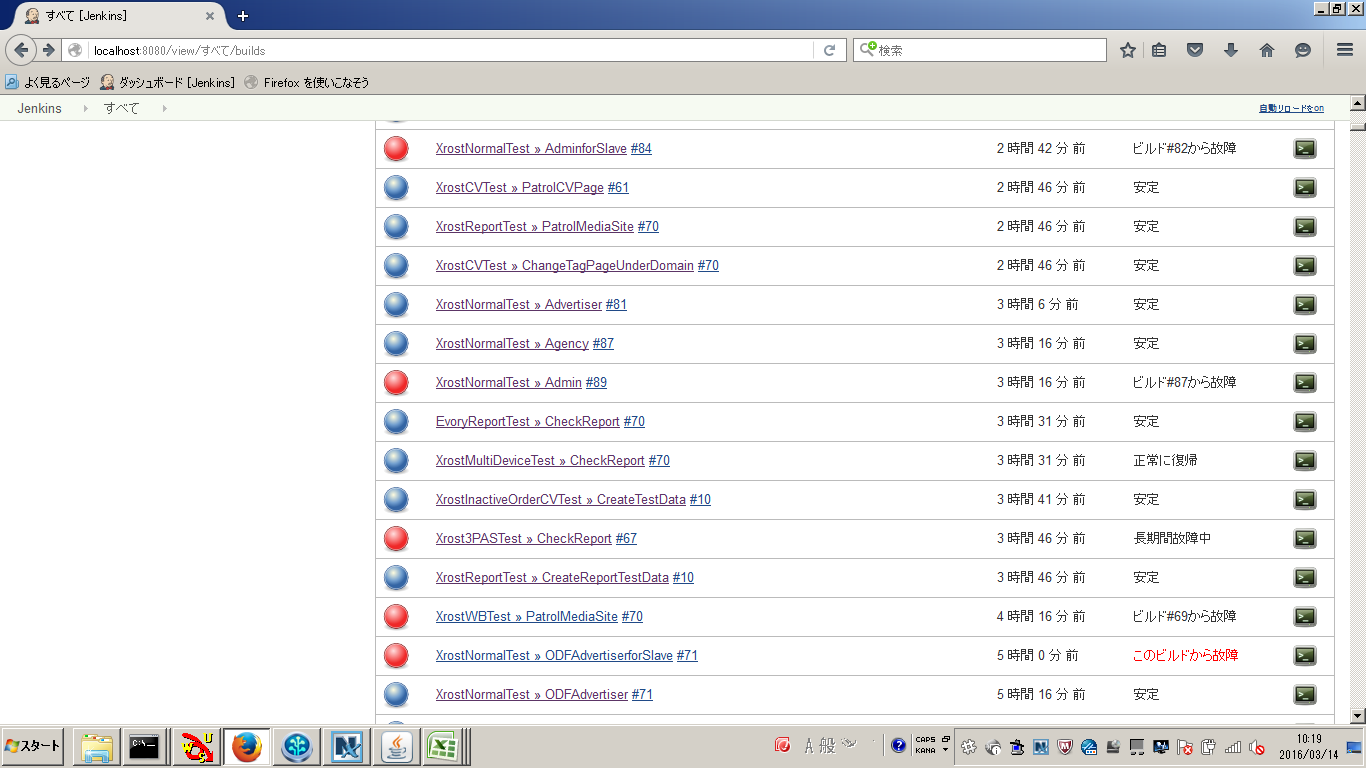 すべて [Jenkins]
localhost:8080/view/すべて/builds
検索
よく見るページ ダッシュボード [Jenkins] Firefox を使いこなそう
Jenkins すべて 自動リロードをon
XrostNormalTest » AdminforSlave #84 2 時間 42 分 前 ビルド#82から故障
XrostCVTest » PatrolCVPage #61 2 時間 46 分 前 安定
XrostReportTest » PatrolMediaSite #70 2 時間 46 分 前 安定
XrostCVTest » ChangeTagPageUnderDomain #70 2 時間 46 分 前 安定
XrostNormalTest » Advertiser #81 3 時間 6 分 前 安定
XrostNormalTest » Agency #87 3 時間 16 分 前 安定
XrostNormalTest » Admin #89 3 時間 16 分 前 ビルド#87から故障
EvoryReportTest » CheckReport #70 3 時間 31 分 前 安定
XrostMultiDeviceTest » CheckReport #70 3 時間 31 分 前 正常に復帰
XrostInactiveOrderCVTest » CreateTestData #10 3 時間 41 分 前 安定
Xrost3PASTest » CheckReport #67 3 時間 46 分 前 長期間故障中
XrostReportTest » CreateReportTestData #10 3 時間 46 分 前 安定
XrostWBTest » PatrolMediaSite #70 4 時間 16 分 前 ビルド#69から故障
XrostNormalTest » ODFAdvertiserforSlave #71 5 時間 0 分 前 このビルドから故障
XrostNormalTest » ODFAdvertiser #71 5 時間 16 分 前 安定
スタート
A 般
CAPS
KANA
10:19
2016/03/14